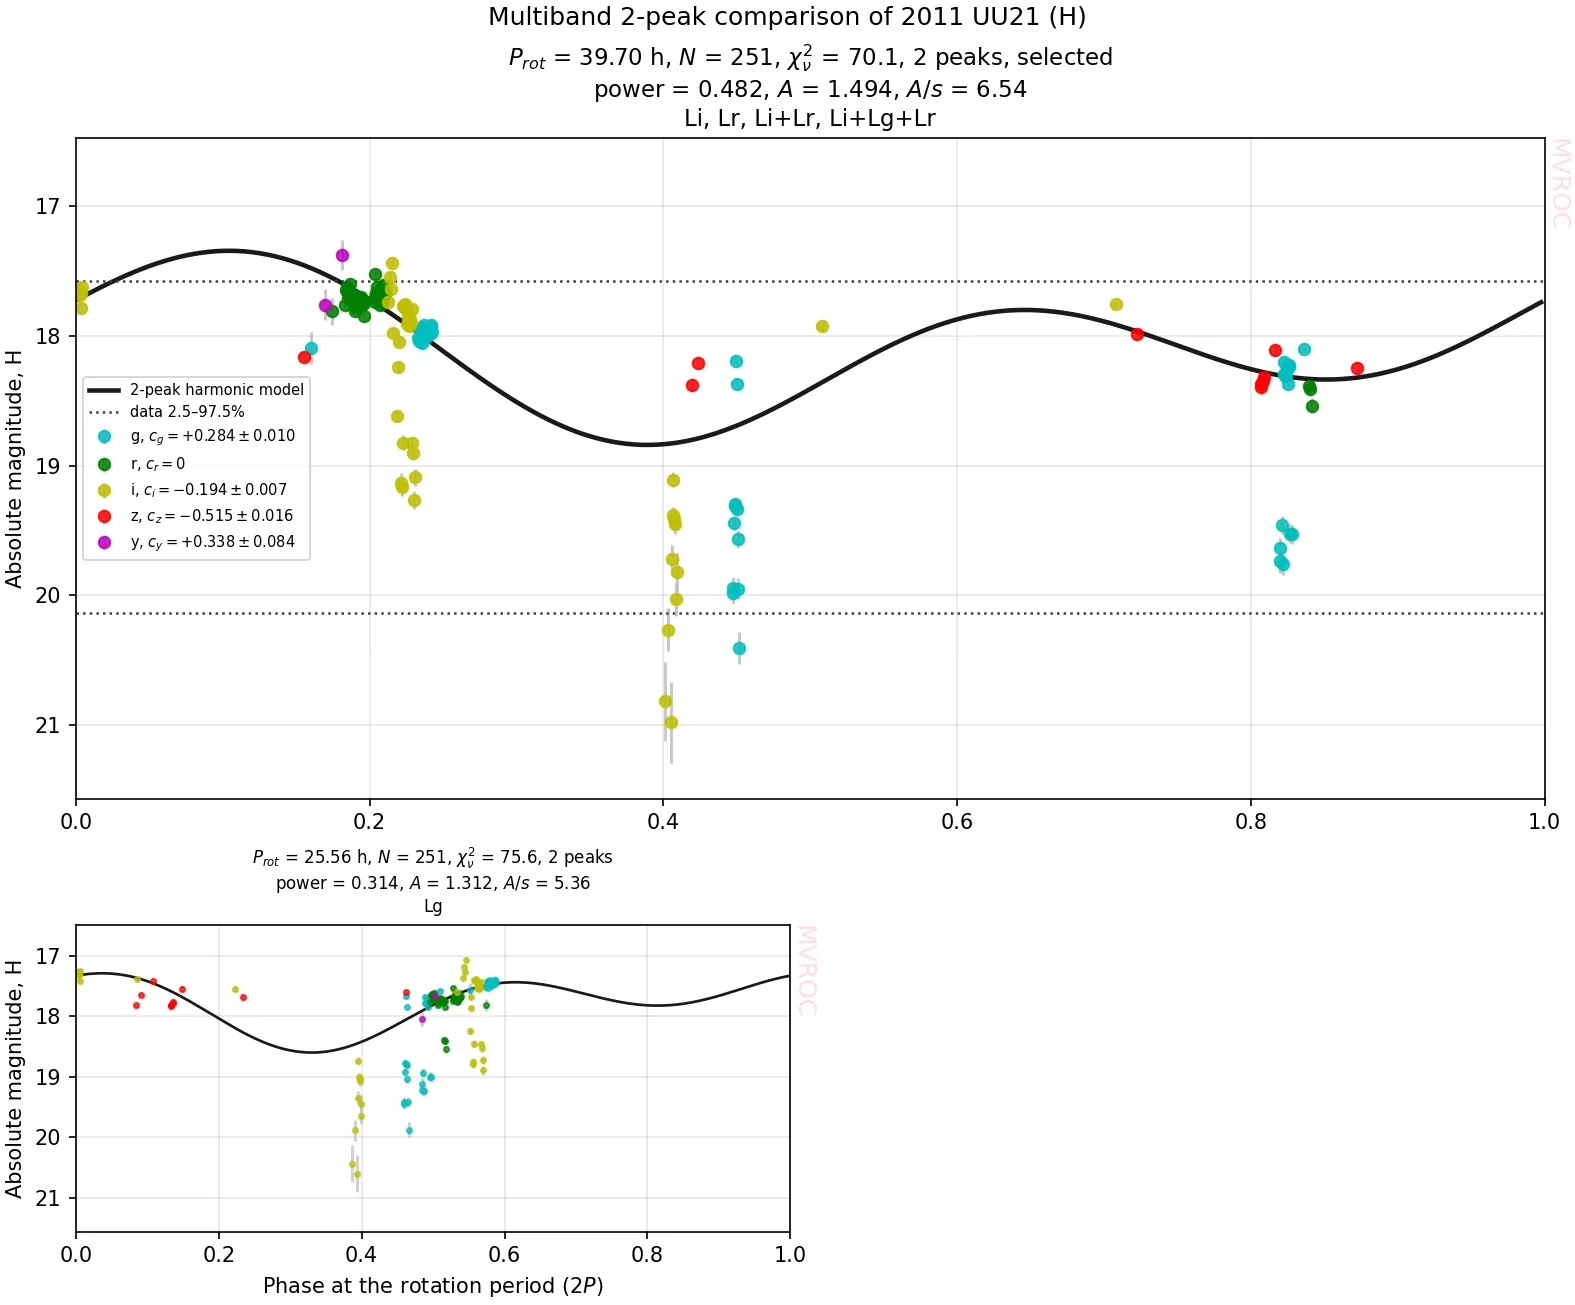 Multiband 2-peak comparison of 2011 UU21 (H)
P_rot = 39.70 h, N = 251, χ²_ν = 70.1, 2 peaks, selected
power = 0.482, A = 1.494, A/s = 6.54
Li, Lr, Li+Lr, Li+Lg+Lr
MVROC
Absolute magnitude, H
17
18
19
20
21
2-peak harmonic model
data 2.5–97.5%
g, c_g = +0.284 ± 0.010
r, c_r = 0
i, c_i = −0.194 ± 0.007
z, c_z = −0.515 ± 0.016
y, c_y = +0.338 ± 0.084
0.0 0.2 0.4 0.6 0.8 1.0
P_rot = 25.56 h, N = 251, χ²_ν = 75.6, 2 peaks
power = 0.314, A = 1.312, A/s = 5.36
Lg
MVROC
Absolute magnitude, H
17
18
19
20
21
0.0 0.2 0.4 0.6 0.8 1.0
Phase at the rotation period (2P)